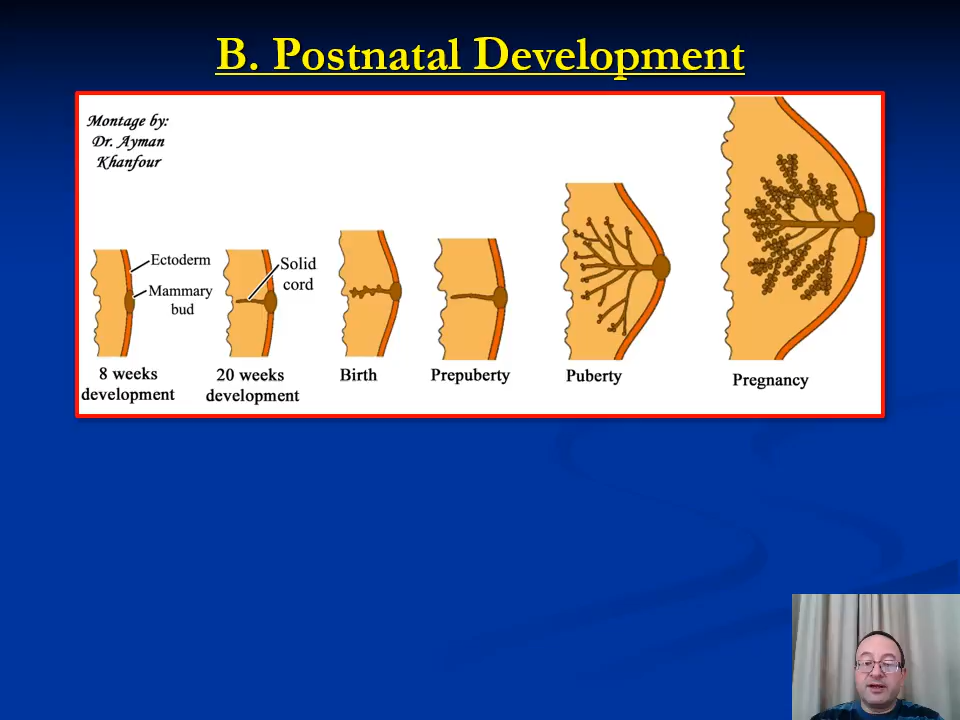 B. Postnatal Development
Montage by:
Dr. Ayman
Khanfour
Ectoderm
Mammary
bud
Solid
cord
8 weeks
development
20 weeks
development
Birth
Prepuberty
Puberty
Pregnancy